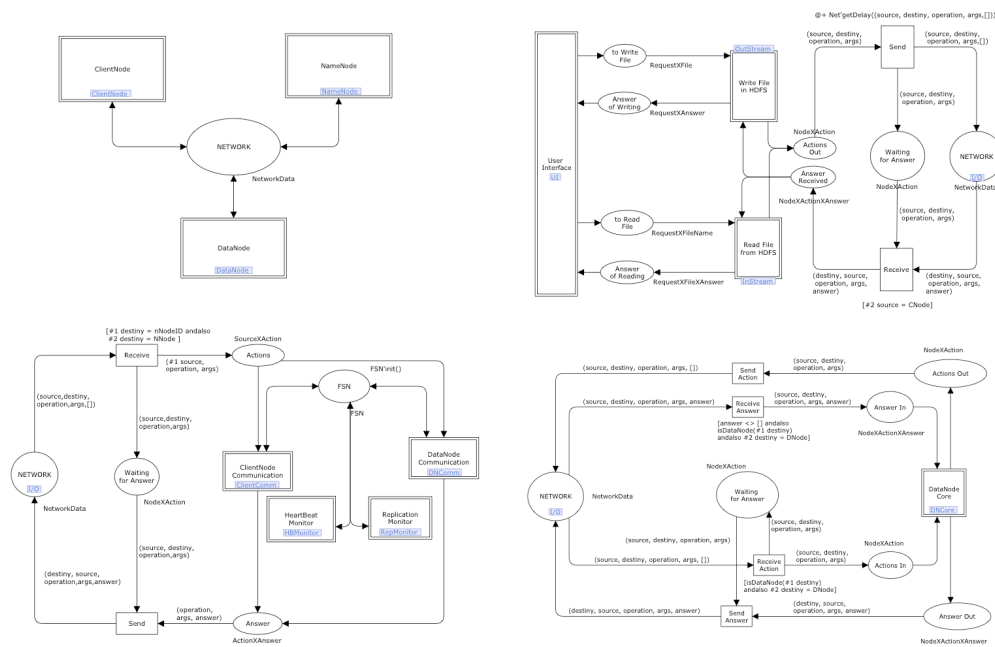 ClientNode
ClientNode
NameNode
NameNode
NETWORK
NetworkData
DataNode
DataNode
@+ Net'getDelay((source, destiny, operation, args,[]))
User
Interface
UI
to Write
File
RequestXFile
Answer
of Writing
RequestXAnswer
OutStream
Write File
in HDFS
to Read
File
RequestXFileName
Answer
of Reading
RequestXFileXAnswer
Read File
from HDFS
InStream
NodeXAction
Actions
Out
Answer
Received
NodeXActionXAnswer
(source, destiny,
operation, args)
Send
(source, destiny,
operation, args,[])
(source, destiny,
operation, args)
Waiting
for Answer
NodeXAction
NETWORK
I/O
NetworkData
(source, destiny,
operation, args)
Receive
(destiny, source,
operation, args,
answer)
(destiny, source,
operation, args,
answer)
[#2 source = CNode]
[#1 destiny = nNodeID andalso
#2 destiny = NNode ]
Receive
(#1 source,
operation, args)
SourceXAction
Actions
FSN'init()
FSN
FSN
(source,destiny,
operation,args,[])
(source,destiny,
operation,args)
NETWORK
I/O
NetworkData
Waiting
for Answer
NodeXAction
ClientNode
Communication
ClientComm
DataNode
Communication
DNComm
HeartBeat
Monitor
HBMonitor
Replication
Monitor
RepMonitor
(source, destiny,
operation,args)
(destiny, source,
operation,args,answer)
Send
(operation,
args, answer)
Answer
ActionXAnswer
(source, destiny, operation, args, [])
Send
Action
(source, destiny,
operation, args)
NodeXAction
Actions Out
(source, destiny, operation, args, answer)
Receive
Answer
(source, destiny,
operation, args, answer)
Answer In
NodeXActionXAnswer
[answer <> [] andalso
isDataNode(#1 destiny)
andalso #2 destiny = DNode]
NodeXAction
Waiting
for Answer
NETWORK
I/O
NetworkData
DataNode
Core
DNCore
(source, destiny,
operation, args)
(source, destiny, operation, args)
(source, destiny, operation, args, [])
Receive
Action
(source, destiny,
operation, args)
NodeXAction
Actions In
[isDataNode(#1 destiny)
andalso #2 destiny = DNode]
(destiny, source, operation, args, answer)
Send
Answer
(destiny, source,
operation, args, answer]
Answer Out
NodeXActionXAnswer